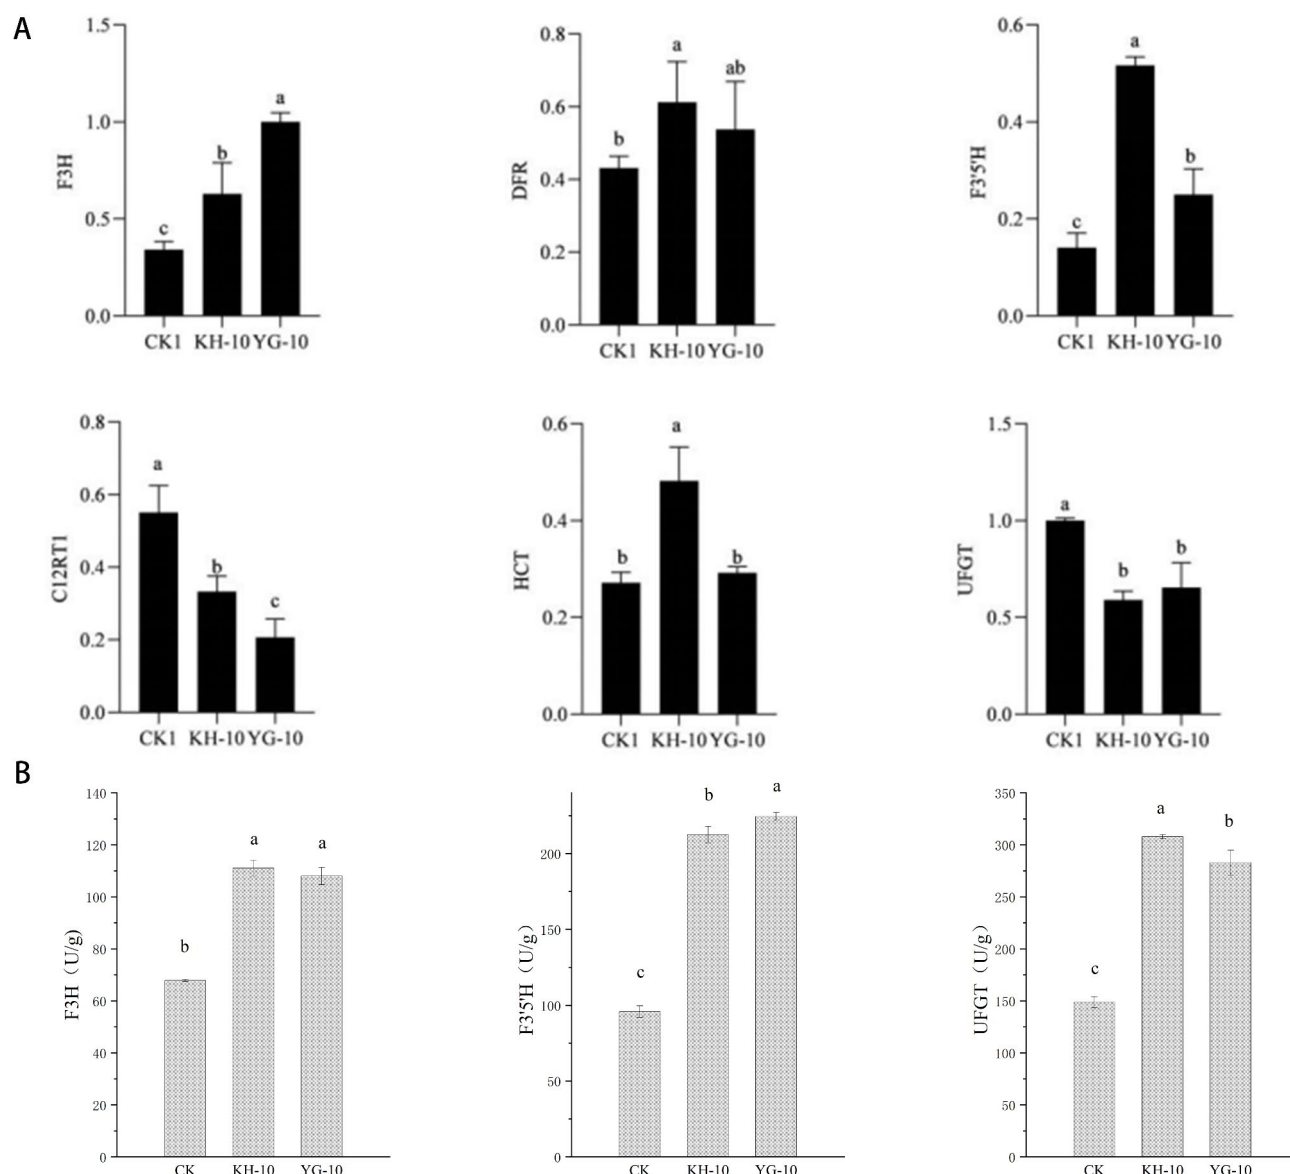 A
F3H
1.5
1.0
0.5
0.0
c
b
a
CK1 KH-10 YG-10
DFR
0.8
0.6
0.4
0.2
0.0
b
a
ab
CK1 KH-10 YG-10
F3'5'H
0.6
0.4
0.2
0.0
c
a
b
CK1 KH-10 YG-10
C12RT1
0.8
0.6
0.4
0.2
0.0
a
b
c
CK1 KH-10 YG-10
HCT
0.6
0.4
0.2
0.0
b
a
b
CK1 KH-10 YG-10
UFGT
1.5
1.0
0.5
0.0
a
b
b
CK1 KH-10 YG-10
B
F3H（U/g）
140
120
100
80
60
40
20
0
b
a
a
CK KH-10 YG-10
F3'5'H（U/g）
200
150
100
50
0
c
b
a
CK KH-10 YG-10
UFGT（U/g）
350
300
250
200
150
100
50
0
c
a
b
CK KH-10 YG-10